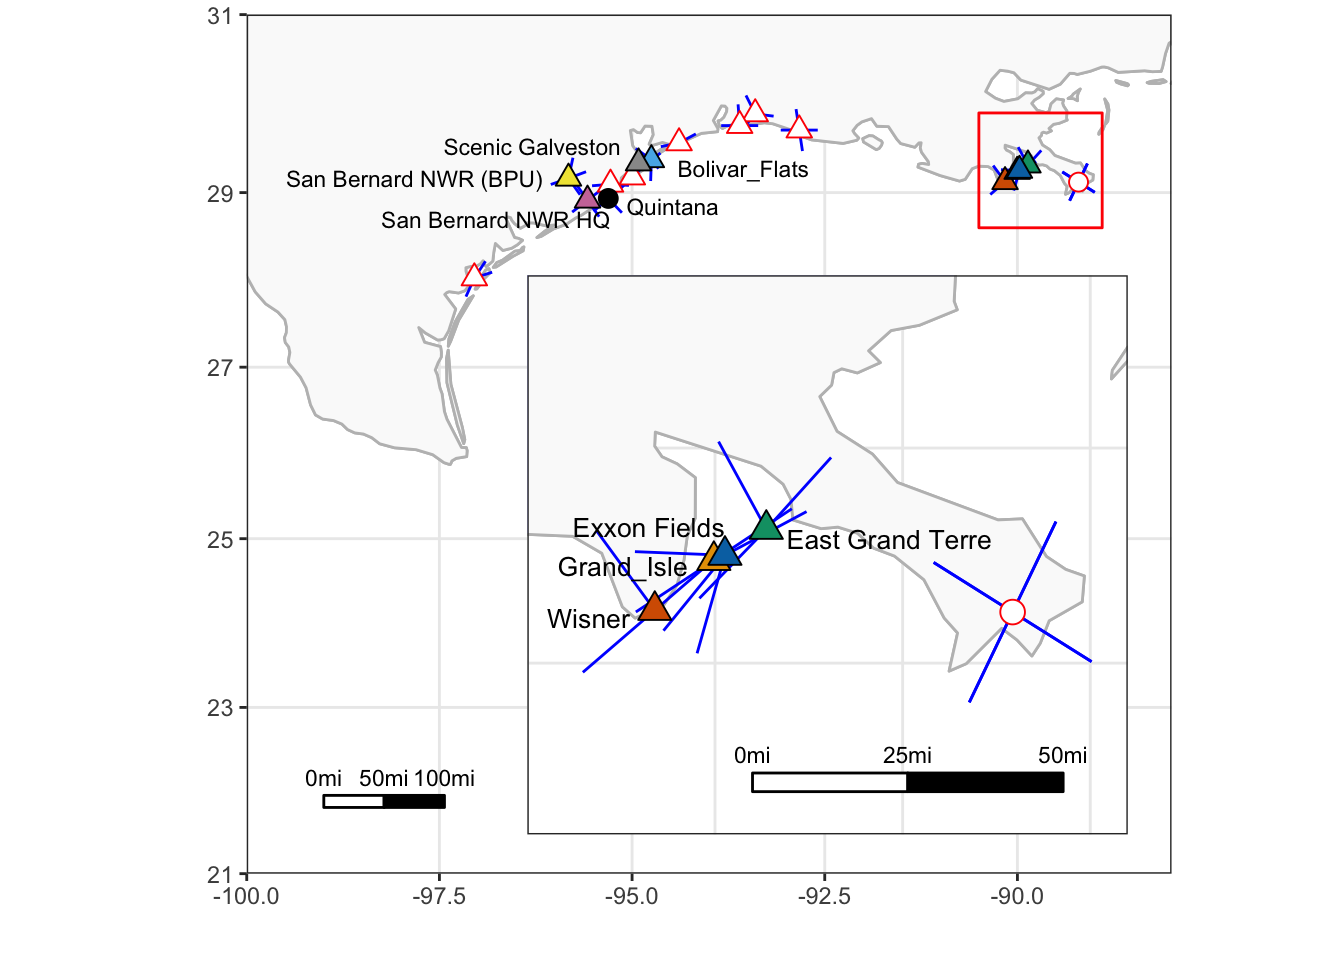 31
Scenic Galveston
Bolivar_Flats
San Bernard NWR (BPU)
29
Quintana
San Bernard NWR HQ
27
25
Exxon Fields
East Grand Terre
Grand_Isle
Wisner
23
0mi 25mi 50mi
0mi 50mi 100mi
21
-100.0 -97.5 -95.0 -92.5 -90.0